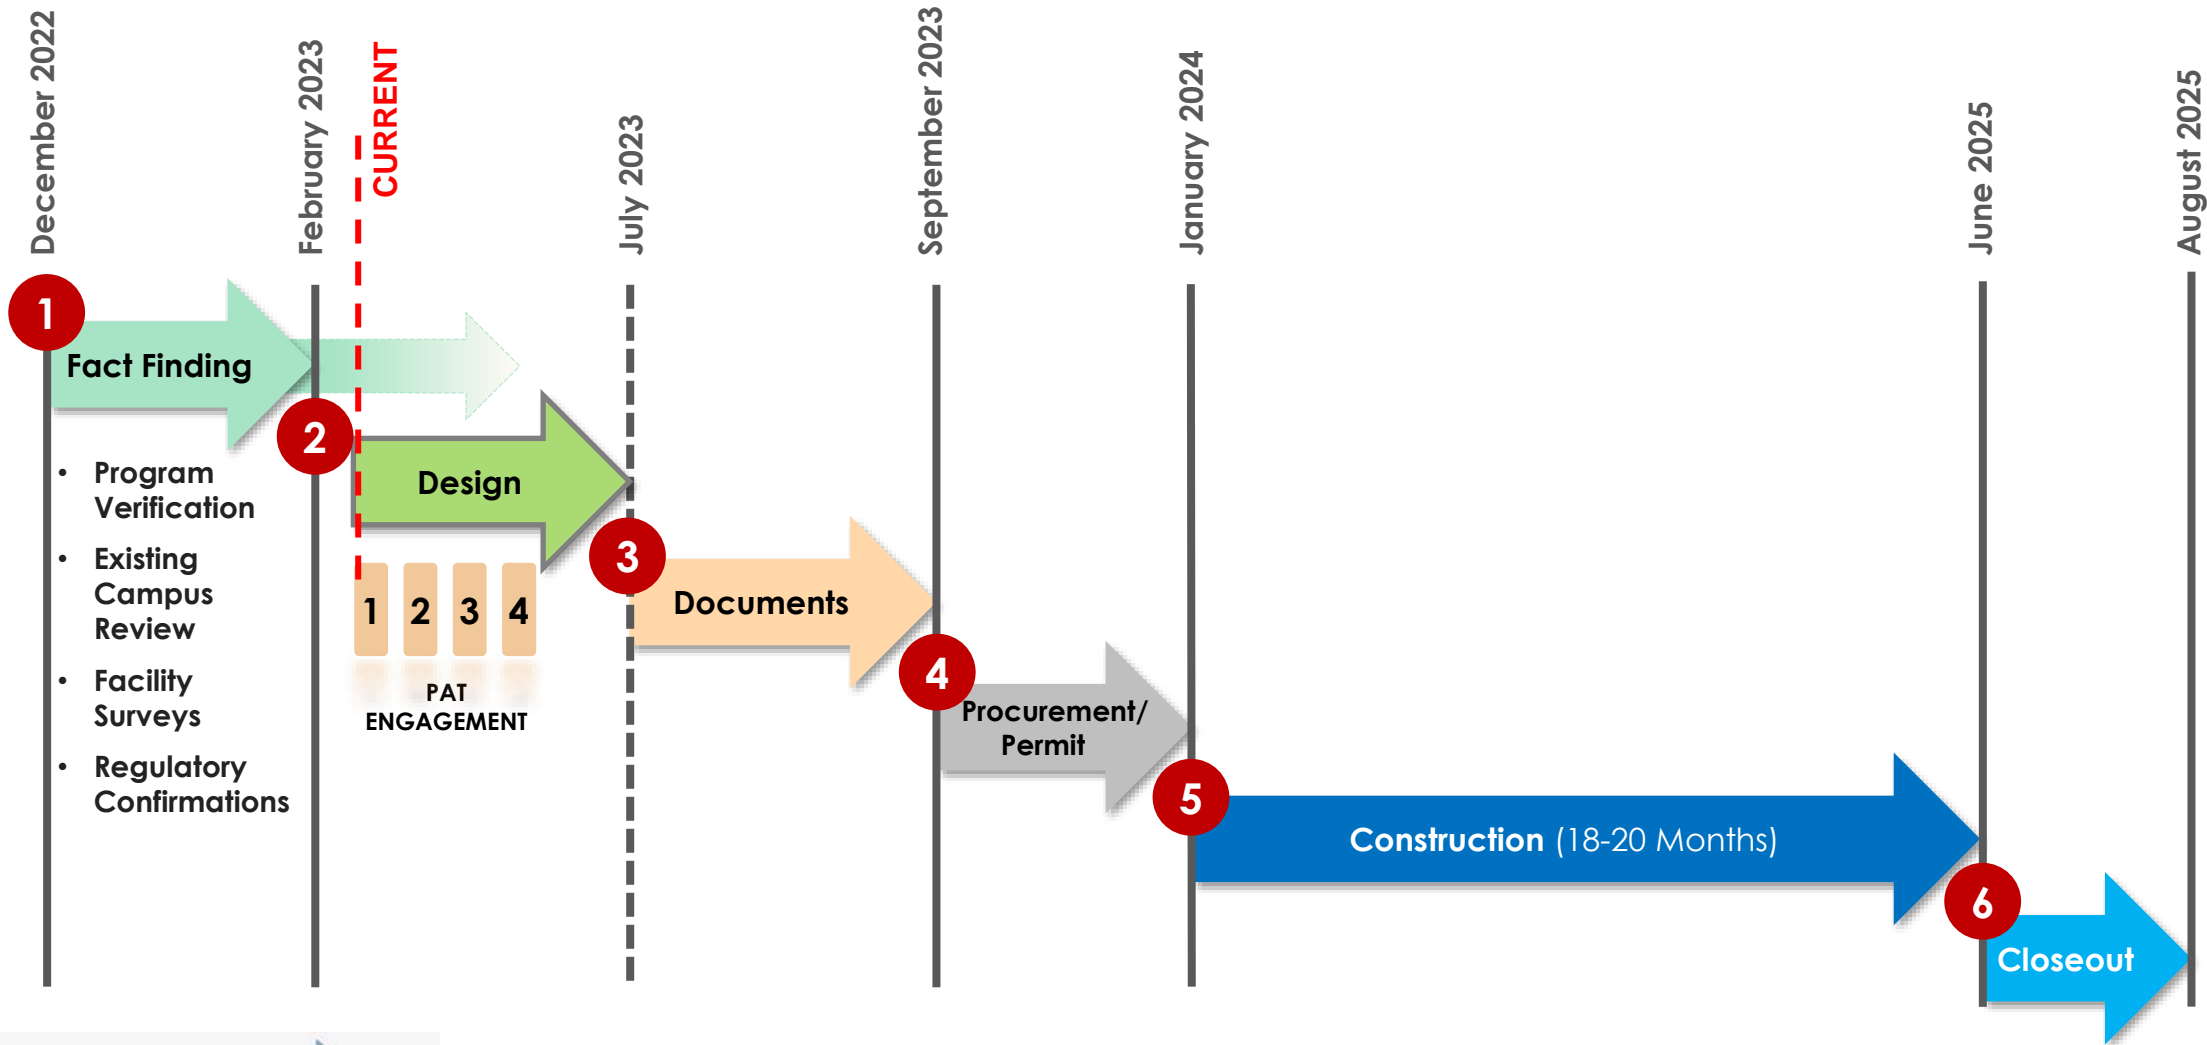 December 2022
February 2023
CURRENT
July 2023
September 2023
January 2024
June 2025
August 2025
1
Fact Finding
2
• Program
Verification
• Existing
Campus
Review
• Facility
Surveys
• Regulatory
Confirmations
Design
1 2 3 4
PAT
ENGAGEMENT
3
Documents
4
Procurement/
Permit
5
Construction (18-20 Months)
6
Closeout